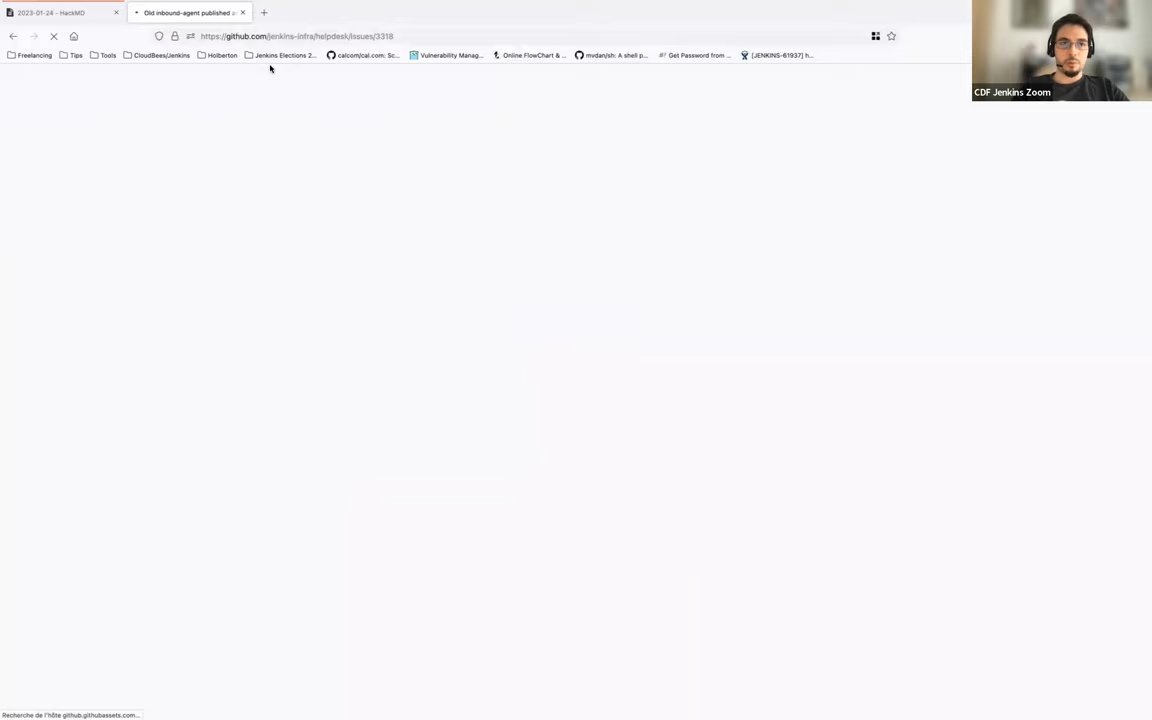 2023-01-24 - HackMD
Old inbound-agent published a
https://github.com/jenkins-infra/helpdesk/issues/3318
Freelancing Tips Tools CloudBees/Jenkins Holberton Jenkins Elections 2... calcom/cal.com: Sc... Vulnerability Manag... Online FlowChart & ... mvdan/sh: A shell p... Get Password from ... [JENKINS-61937] h...
CDF Jenkins Zoom
Recherche de l'hôte github.githubassets.com...